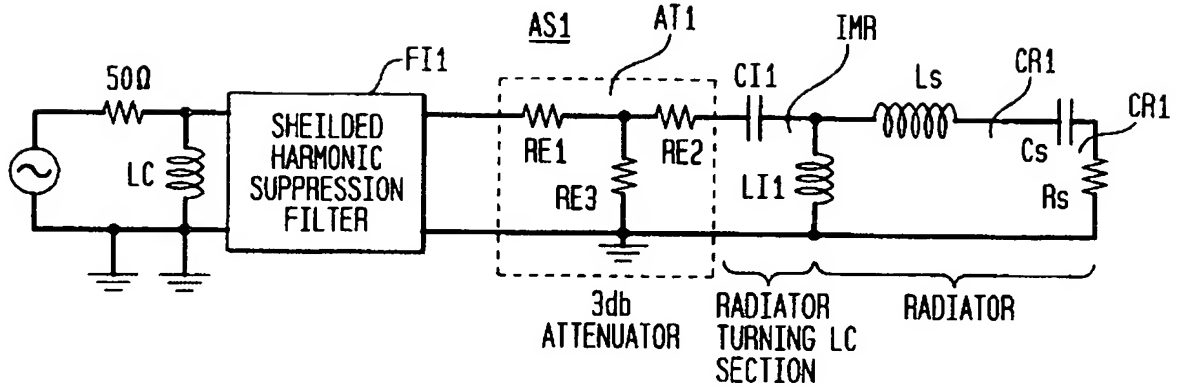 AS1
AT1
IMR
FI1
50Ω
CI1
Ls
CR1
CR1
SHEILDED
HARMONIC
SUPPRESSION
FILTER
LC
RE1
RE2
RE3
LI1
Cs
Rs
3db
ATTENUATOR
RADIATOR
TURNING LC
SECTION
RADIATOR